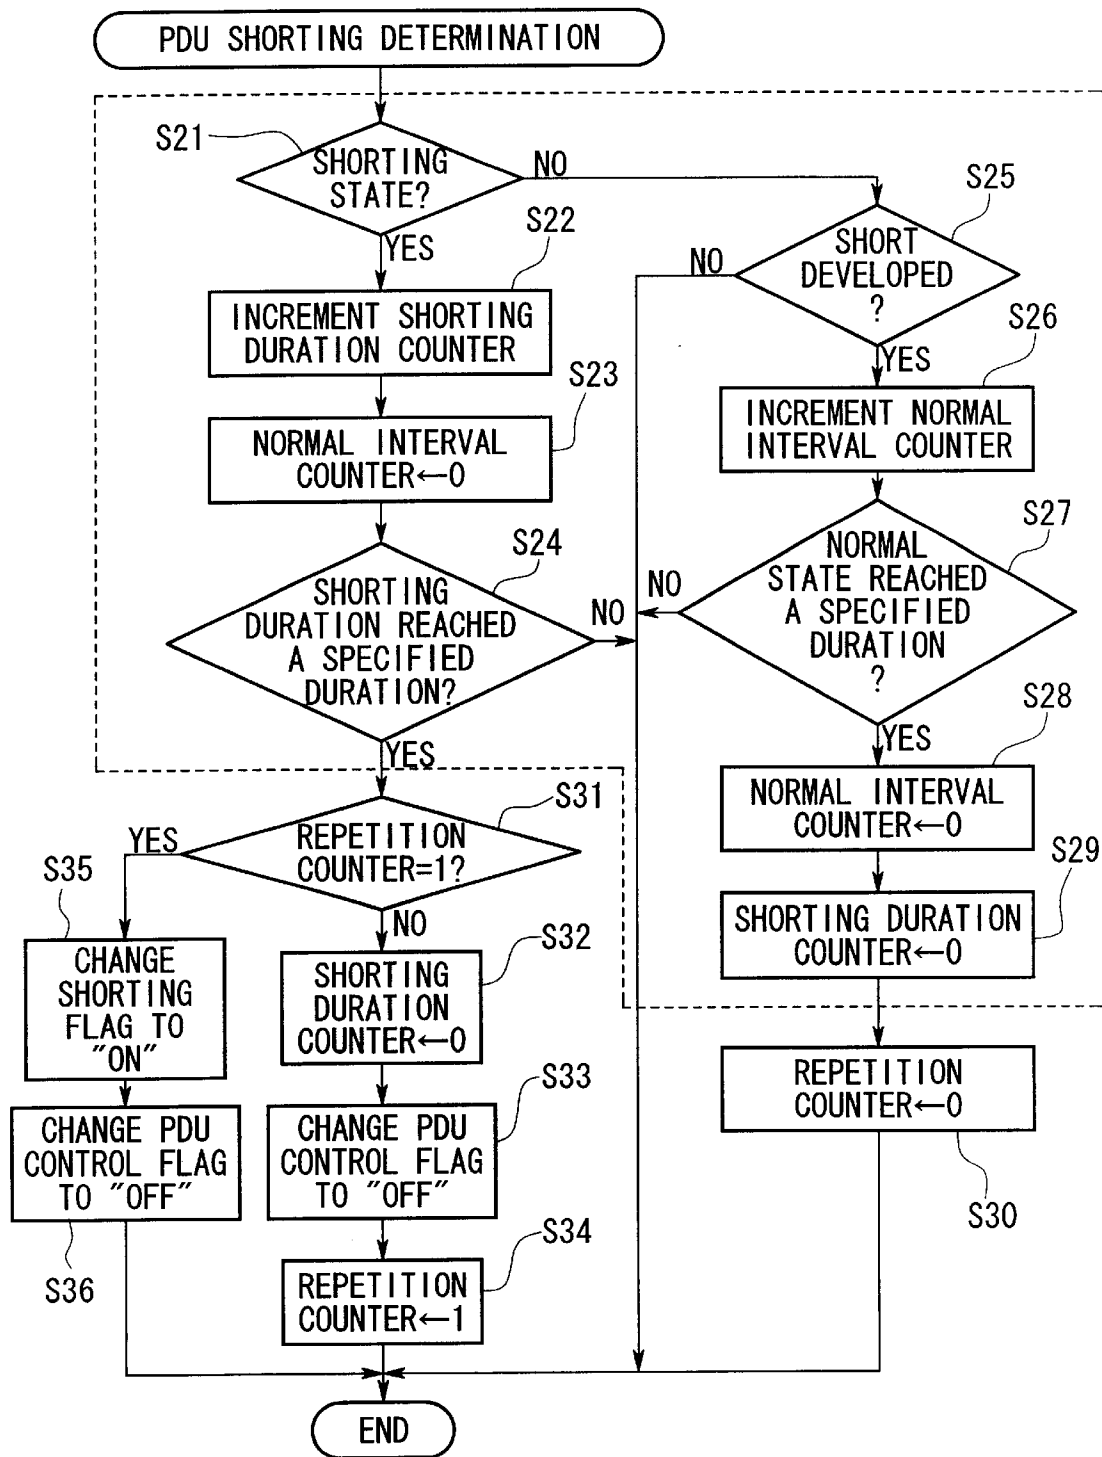 PDU SHORTING DETERMINATION
S21
SHORTING
STATE?
NO
YES
S22
INCREMENT SHORTING
DURATION COUNTER
S23
NORMAL INTERVAL
COUNTER←0
S24
SHORTING
DURATION REACHED
A SPECIFIED
DURATION?
NO
YES
S25
SHORT
DEVELOPED
?
NO
YES
S26
INCREMENT NORMAL
INTERVAL COUNTER
S27
NORMAL
STATE REACHED
A SPECIFIED
DURATION
?
NO
YES
S28
NORMAL INTERVAL
COUNTER←0
S29
SHORTING DURATION
COUNTER←0
REPETITION
COUNTER←0
S30
S31
REPETITION
COUNTER=1?
YES
NO
S35
CHANGE
SHORTING
FLAG TO
"ON"
CHANGE PDU
CONTROL FLAG
TO "OFF"
S36
S32
SHORTING
DURATION
COUNTER←0
S33
CHANGE PDU
CONTROL FLAG
TO "OFF"
S34
REPETITION
COUNTER←1
END